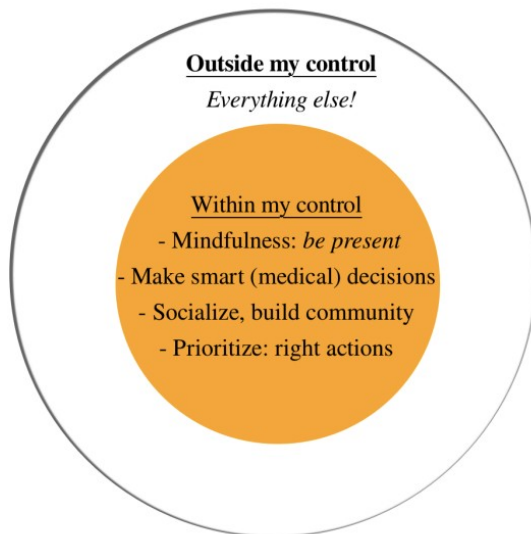 Outside my control
Everything else!
Within my control
- Mindfulness: be present
- Make smart (medical) decisions
- Socialize, build community
- Prioritize: right actions